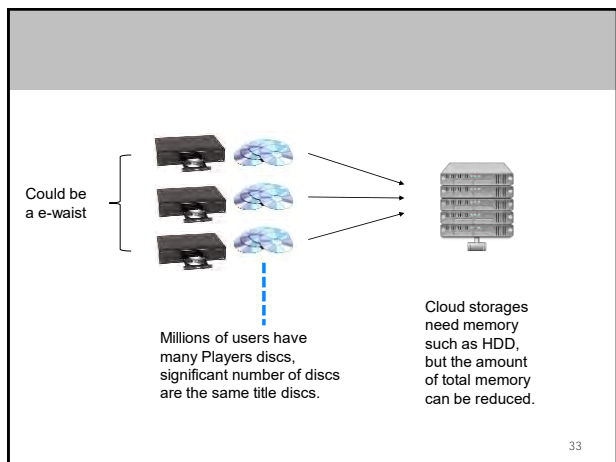 Could be
a e-waist
Millions of users have
many Players discs,
significant number of discs
are the same title discs.
Cloud storages
need memory
such as HDD,
but the amount
of total memory
can be reduced.
33